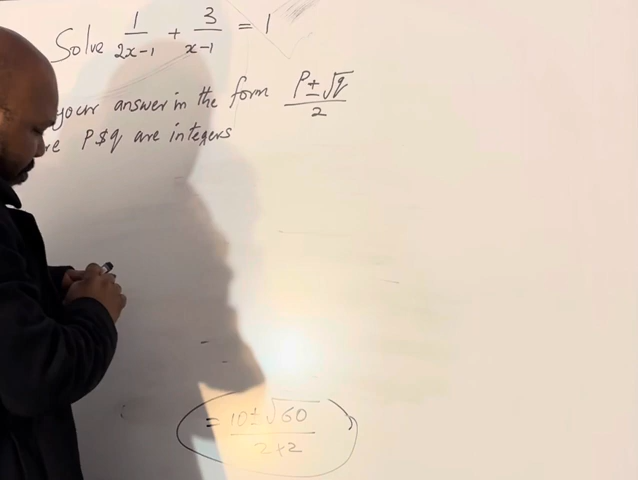 Solve 1/(2x-1) + 3/(x-1) = 1
your answer in the form (P ± √q)/2
re P $ q are integers
= (10 ± √60)/(2×2)